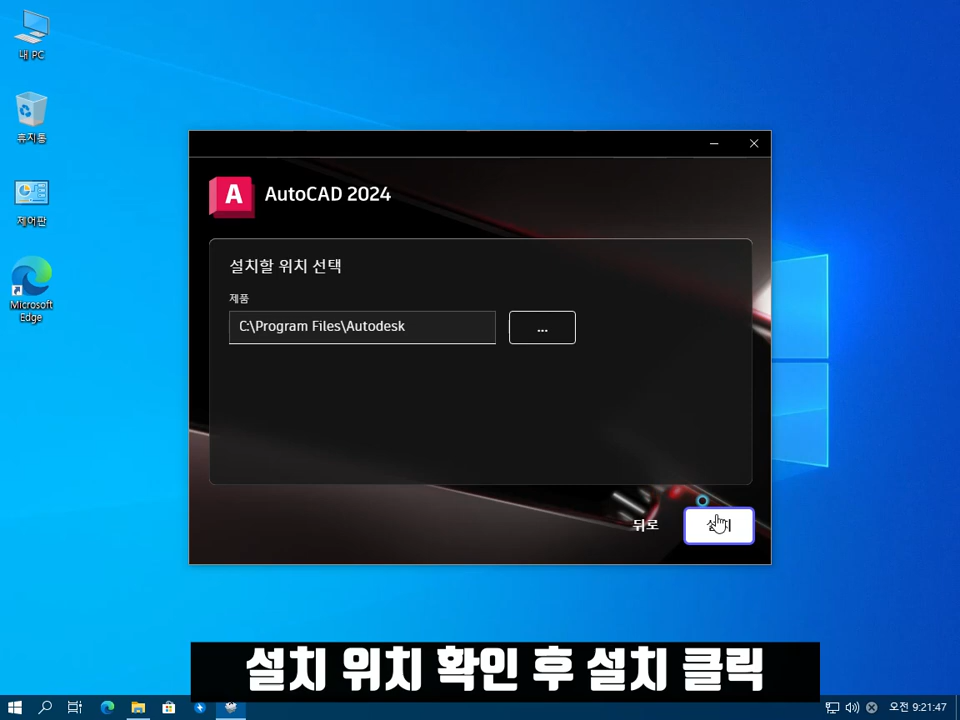 내 PC
휴지통
제어판
Microsoft
Edge
A AutoCAD 2024
설치할 위치 선택
제품
C:\Program Files\Autodesk
...
뒤로
설치
설치 위치 확인 후 설치 클릭
오전 9:21:47